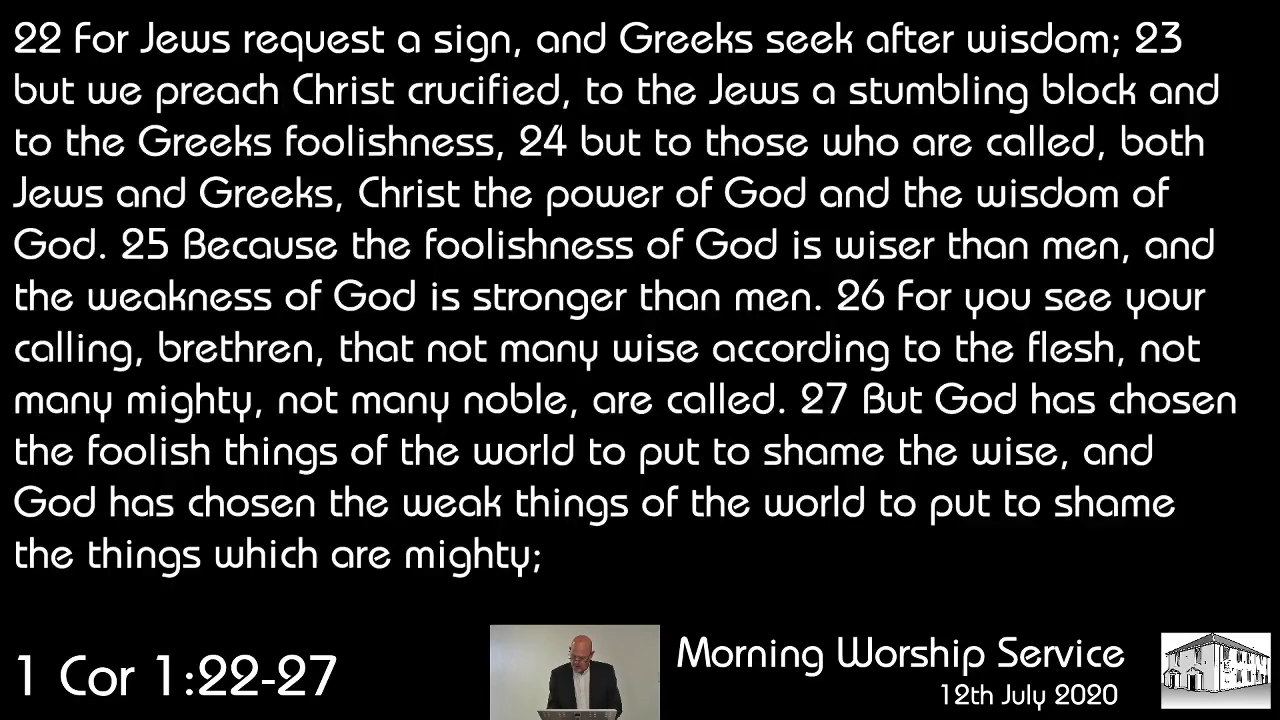 22 For Jews request a sign, and Greeks seek after wisdom; 23
but we preach Christ crucified, to the Jews a stumbling block and
to the Greeks foolishness, 24 but to those who are called, both
Jews and Greeks, Christ the power of God and the wisdom of
God. 25 Because the foolishness of God is wiser than men, and
the weakness of God is stronger than men. 26 For you see your
calling, brethren, that not many wise according to the flesh, not
many mighty, not many noble, are called. 27 But God has chosen
the foolish things of the world to put to shame the wise, and
God has chosen the weak things of the world to put to shame
the things which are mighty;
1 Cor 1:22-27
Morning Worship Service
12th July 2020